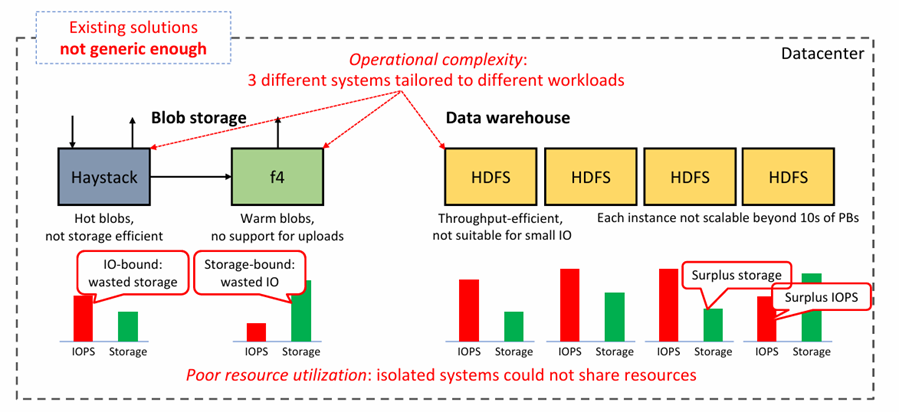 Existing solutions
not generic enough
Datacenter
Operational complexity:
3 different systems tailored to different workloads
Blob storage
Data warehouse
Haystack
f4
HDFS
HDFS
HDFS
HDFS
Hot blobs,
not storage efficient
Warm blobs,
no support for uploads
Throughput-efficient,
not suitable for small IO
Each instance not scalable beyond 10s of PBs
IO-bound:
wasted storage
Storage-bound:
wasted IO
Surplus storage
Surplus IOPS
IOPS Storage
IOPS Storage
IOPS Storage
IOPS Storage
IOPS Storage
IOPS Storage
Poor resource utilization: isolated systems could not share resources